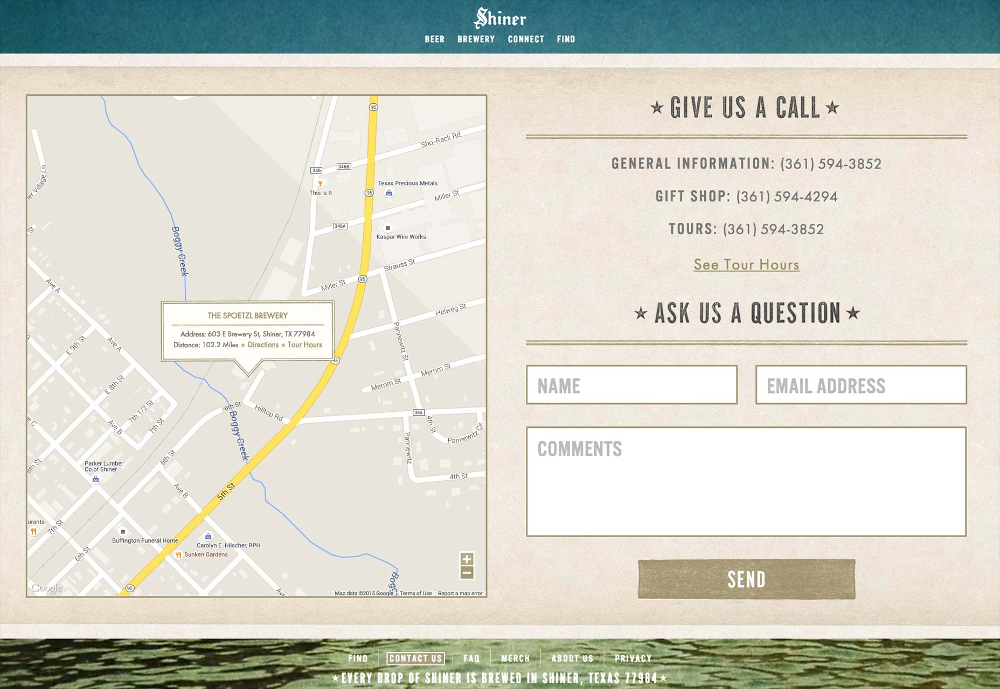 Shiner
BEER BREWERY CONNECT FIND
★ GIVE US A CALL ★
GENERAL INFORMATION: (361) 594-3852
GIFT SHOP: (361) 594-4294
TOURS: (361) 594-3852
See Tour Hours
★ ASK US A QUESTION ★
NAME
EMAIL ADDRESS
COMMENTS
SEND
95
Sho-Rack Rd
346
346B
This Is It
Texas Precious Metals
95
Miller St
346A
Kaspar Wire Works
er Village Ln
St
Boggy Creek
Strauss St
95
Miller St
Ave A
Helweg St
THE SPOETZL BREWERY
Address: 603 E Brewery St, Shiner, TX 77984
Distance: 102.2 Miles ★ Directions ★ Tour Hours
Pannewitz St
E 9th St
Ave A
95
Merrim St
Merrim St
E 8th St
6th St
Hilltop Rd
355
7th 1/2 St
7th St
Ave B
e C
Boggy Creek
4th St
Pannewitz Cir
Pannewitz
6th St
8th St
Parker Lumber
Co.of Shiner
4th St
Ave B
5th St
urants
7th St
Buffington Funeral Home
Carolyn E. Hilscher, RPH
Sunken Gardens
6th St
+
−
Bogg
95
Ave
Google
Map data ©2015 Google Terms of Use Report a map error
FIND CONTACT US FAQ MERCH ABOUT US PRIVACY
★ EVERY DROP OF SHINER IS BREWED IN SHINER, TEXAS 77984 ★